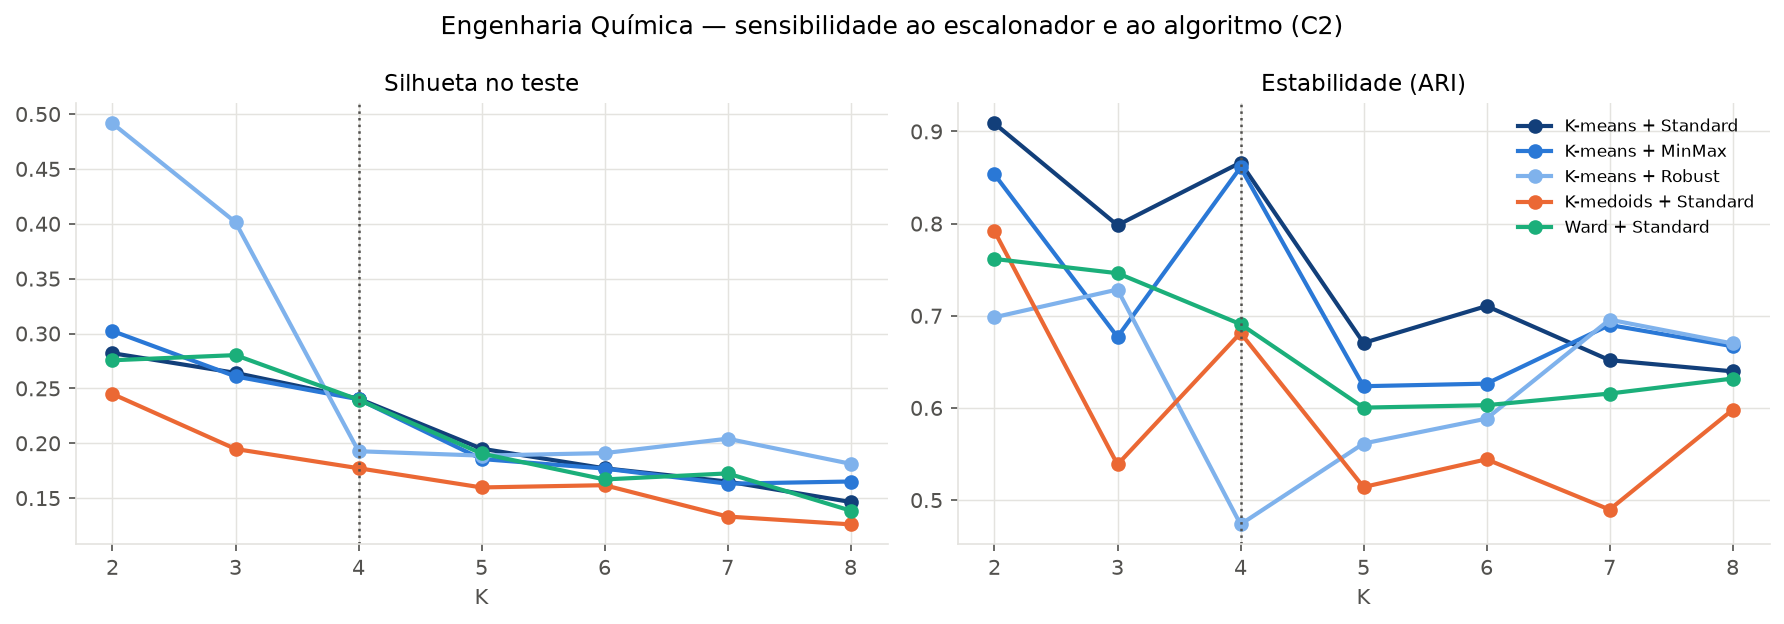 Engenharia Química — sensibilidade ao escalonador e ao algoritmo (C2)
Silhueta no teste
0.50
0.45
0.40
0.35
0.30
0.25
0.20
0.15
2 3 4 5 6 7 8
K
Estabilidade (ARI)
0.9
0.8
0.7
0.6
0.5
K-means + Standard
K-means + MinMax
K-means + Robust
K-medoids + Standard
Ward + Standard
2 3 4 5 6 7 8
K